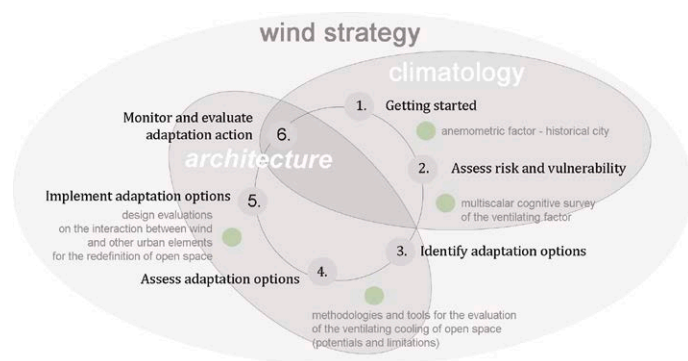 wind strategy
climatology
1.
Getting started
anemometric factor - historical city
2.
Assess risk and vulnerability
multiscalar cognitive survey
of the ventilating factor
3.
Identify adaptation options
methodologies and tools for the evaluation
of the ventilating cooling of open space
(potentials and limitations)
4.
Assess adaptation options
5.
Implement adaptation options
design evaluations
on the interaction between wind
and other urban elements
for the redefinition of open space
6.
Monitor and evaluate
adaptation action
architecture